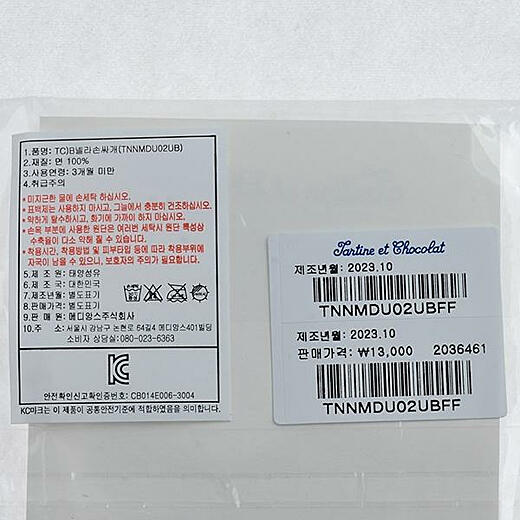 1.품명: TC)B벨라손싸개(TNNMDU02UB)
2.재질: 면 100%
3.사용연령: 3개월 미만
4.취급주의
*미지근한 물에 손세탁 하십시오.
*표백제는 사용하지 마시고, 그늘에서 충분히 건조하십시오.
*약하게 탈수하시고, 화기에 가까이 하지 마십시오.
*손목 부분에 사용한 원단은 여러번 세탁시 원단 특성상
수축율이 다소 약해 질 수 있습니다.
*착용시간, 착용방법 및 피부타입 등에 따라 착용부위에
자국이 남을 수 있으니, 보호자의 주의가 필요합니다.
5.제 조 원: 태양섬유
6.제 조 국: 대한민국
7.제조년월: 별도표기
8.판매가격: 별도표기
9.판 매 원: 메디앙스주식회사
10.주 소: 서울시 강남구 논현로 64길4 메디앙스401빌딩
소비자 상담실:080-023-6363
KC
안전확인신고확인증번호: CB014E006-3004
KC마크는 이 제품이 공통안전기준에 적합하였음을 의미합니다.
Tartine et Chocolat
제조년월: 2023.10
TNNMDU02UBFF
제조년월: 2023.10
판매가격: ₩13,000 2036461
TNNMDU02UBFF